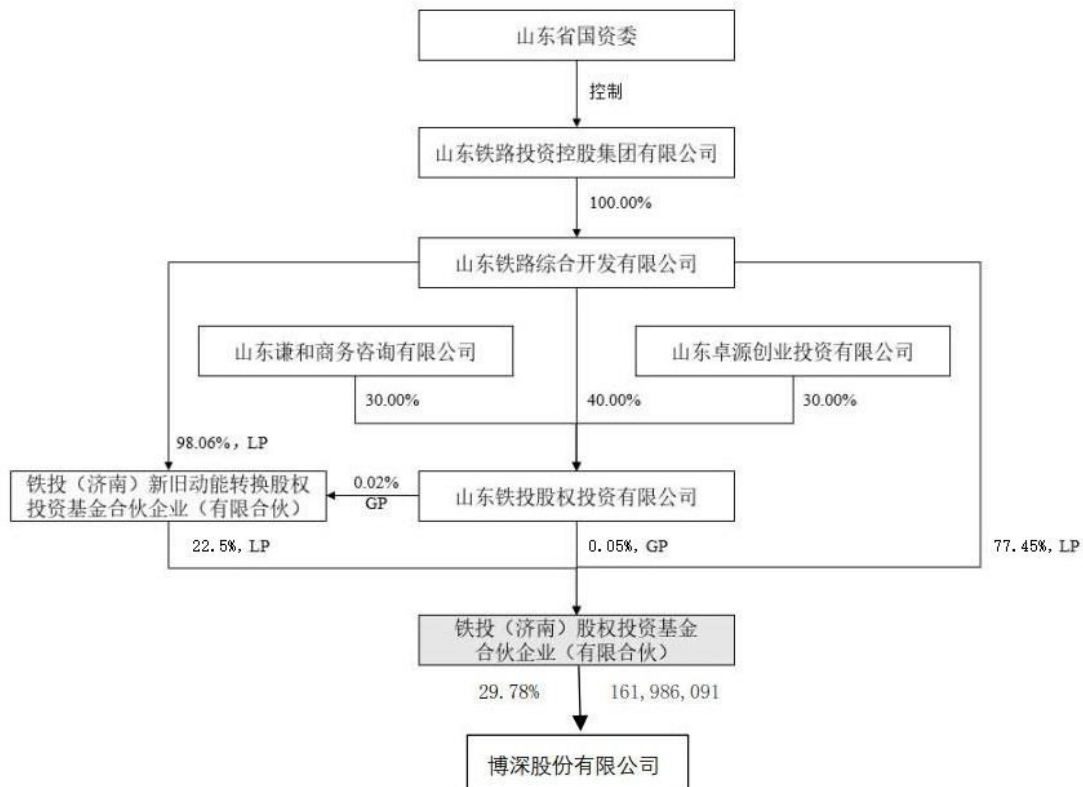 山东省国资委
控制
山东铁路投资控股集团有限公司
100.00%
山东铁路综合开发有限公司
山东谦和商务咨询有限公司
山东卓源创业投资有限公司
30.00%
40.00%
30.00%
98.06%，LP
铁投（济南）新旧动能转换股权
投资基金合伙企业（有限合伙）
0.02%
GP
山东铁投股权投资有限公司
22.5%, LP
0.05%, GP
77.45%, LP
铁投（济南）股权投资基金
合伙企业（有限合伙）
29.78%
161,986,091
博深股份有限公司